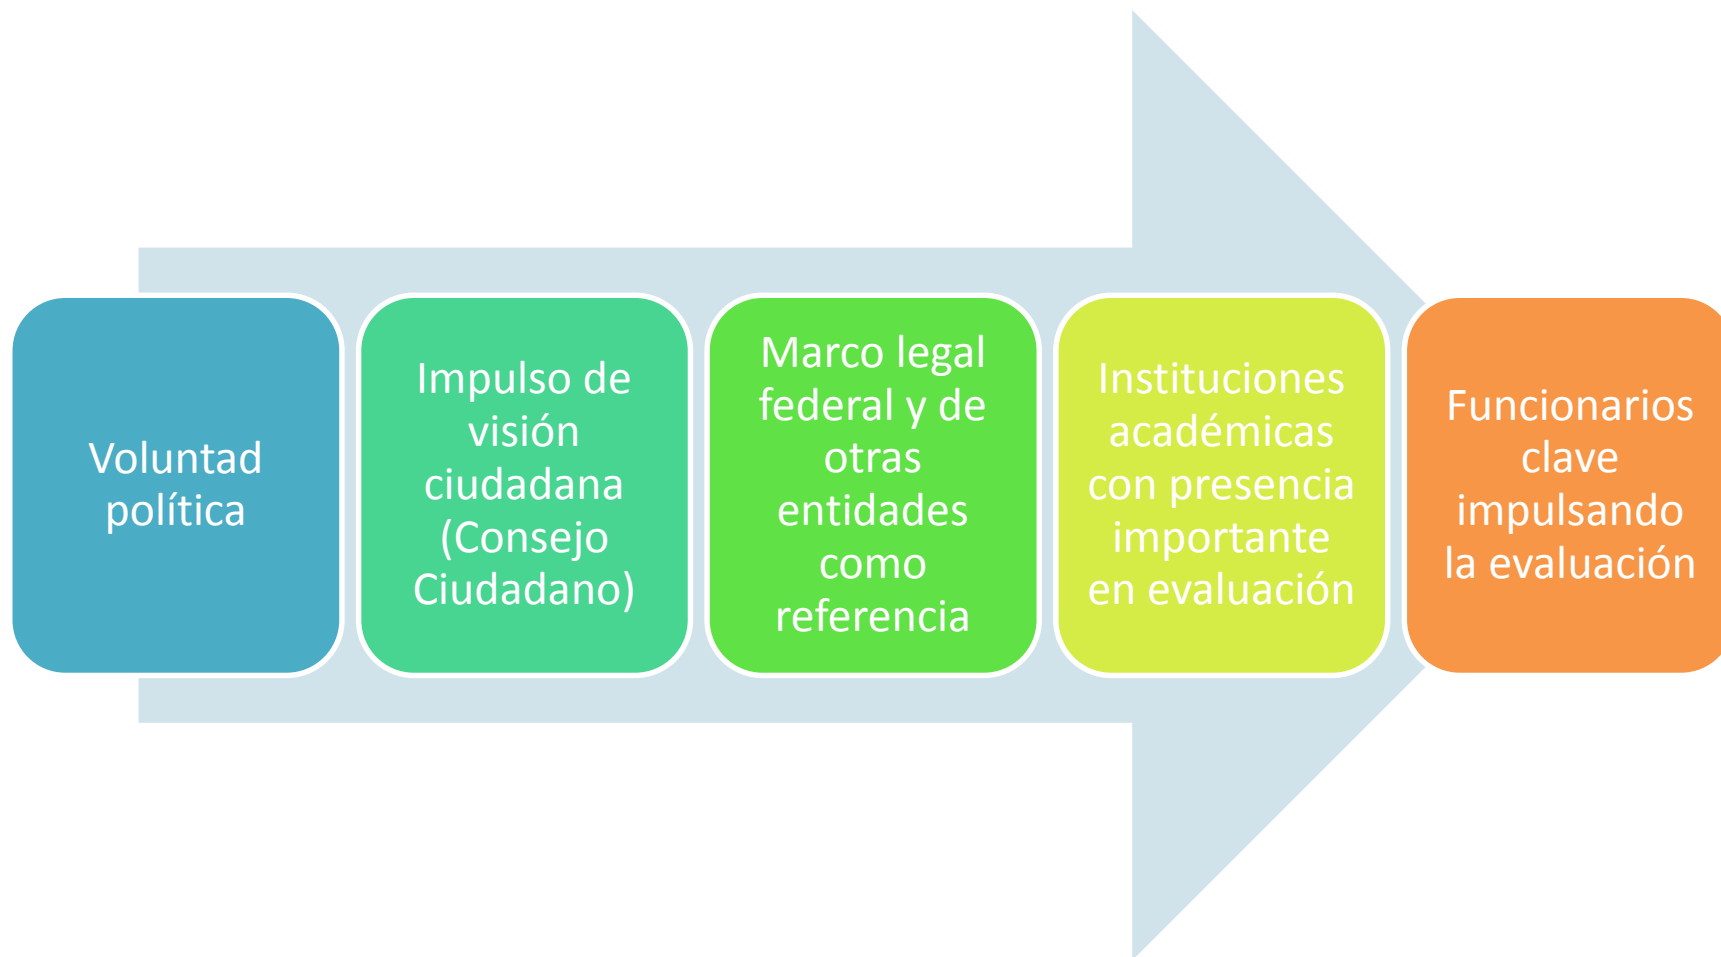 Voluntad
política
Impulso de
visión
ciudadana
(Consejo
Ciudadano)
Marco legal
federal y de
otras
entidades
como
referencia
Instituciones
académicas
con presencia
importante
en evaluación
Funcionarios
clave
impulsando
la evaluación